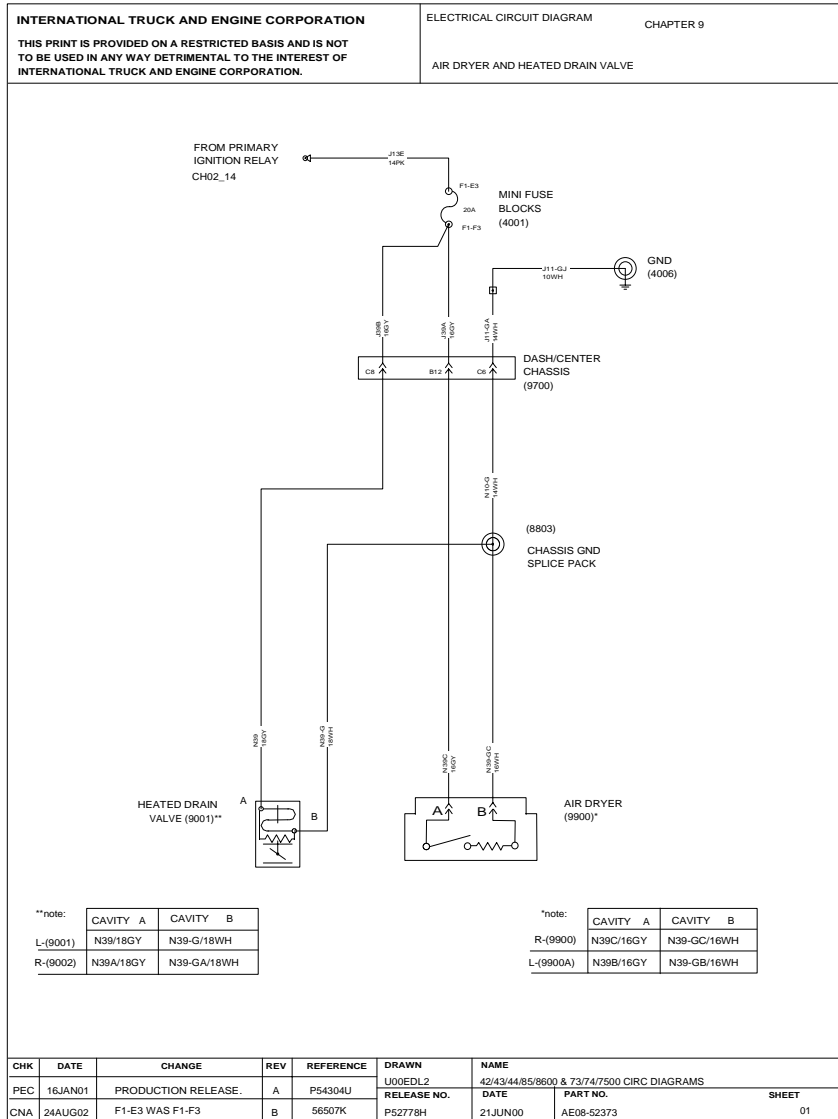 INTERNATIONAL TRUCK AND ENGINE CORPORATION
THIS PRINT IS PROVIDED ON A RESTRICTED BASIS AND IS NOT
TO BE USED IN ANY WAY DETRIMENTAL TO THE INTEREST OF
INTERNATIONAL TRUCK AND ENGINE CORPORATION.
ELECTRICAL CIRCUIT DIAGRAM
CHAPTER 9
AIR DRYER AND HEATED DRAIN VALVE
FROM PRIMARY
IGNITION RELAY
CH02_14
J13E
14PK
F1-E3
20A
F1-F3
MINI FUSE
BLOCKS
(4001)
GND
(4006)
J11-GJ
10WH
J39B
16GY
J39A
16GY
J11-GA
14WH
C8
B12
C6
DASH/CENTER
CHASSIS
(9700)
N10-G
14WH
(8803)
CHASSIS GND
SPLICE PACK
N39
18GY
N39-G
18WH
N39C
16GY
N39-GC
16WH
HEATED DRAIN
VALVE (9001)**
A
B
A
B
AIR DRYER
(9900)*
**note:
CAVITY A CAVITY B
L-(9001) N39/18GY N39-G/18WH
R-(9002) N39A/18GY N39-GA/18WH
*note:
CAVITY A CAVITY B
R-(9900) N39C/16GY N39-GC/16WH
L-(9900A) N39B/16GY N39-GB/16WH
CHK DATE CHANGE REV REFERENCE
PEC 16JAN01 PRODUCTION RELEASE. A P54304U
CNA 24AUG02 F1-E3 WAS F1-F3 B 56507K
DRAWN
U00EDL2
NAME
42/43/44/85/8600 & 73/74/7500 CIRC DIAGRAMS
RELEASE NO.
P52778H
DATE
21JUN00
PART NO.
AE08-52373
SHEET
01